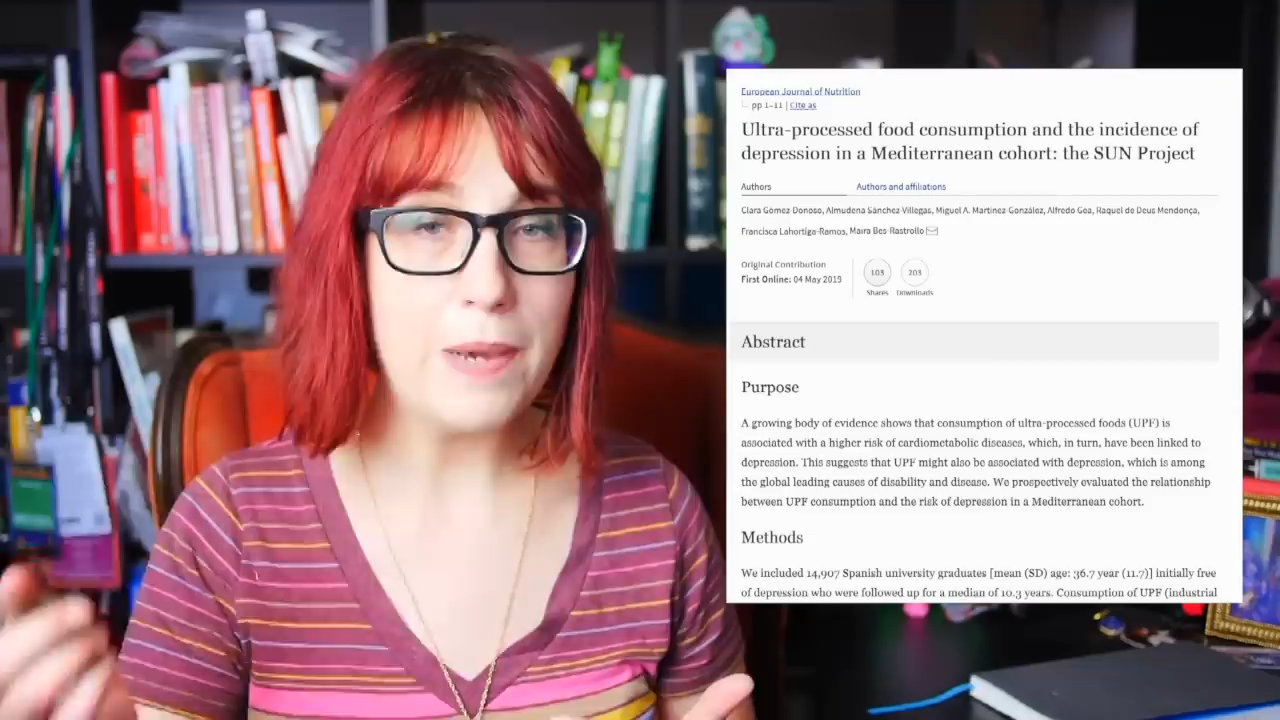 European Journal of Nutrition
pp 1–11 | Cite as
Ultra-processed food consumption and the incidence of
depression in a Mediterranean cohort: the SUN Project
Authors
Authors and affiliations
Clara Gómez-Donoso, Almudena Sánchez-Villegas, Miguel A. Martínez-González, Alfredo Gea, Raquel de Deus Mendonça,
Francisca Lahortiga-Ramos, Maira Bes-Rastrollo
Original Contribution
First Online: 04 May 2019
103
Shares
203
Downloads
Abstract
Purpose
A growing body of evidence shows that consumption of ultra-processed foods (UPF) is
associated with a higher risk of cardiometabolic diseases, which, in turn, have been linked to
depression. This suggests that UPF might also be associated with depression, which is among
the global leading causes of disability and disease. We prospectively evaluated the relationship
between UPF consumption and the risk of depression in a Mediterranean cohort.
Methods
We included 14,907 Spanish university graduates [mean (SD) age: 36.7 year (11.7)] initially free
of depression who were followed up for a median of 10.3 years. Consumption of UPF (industrial